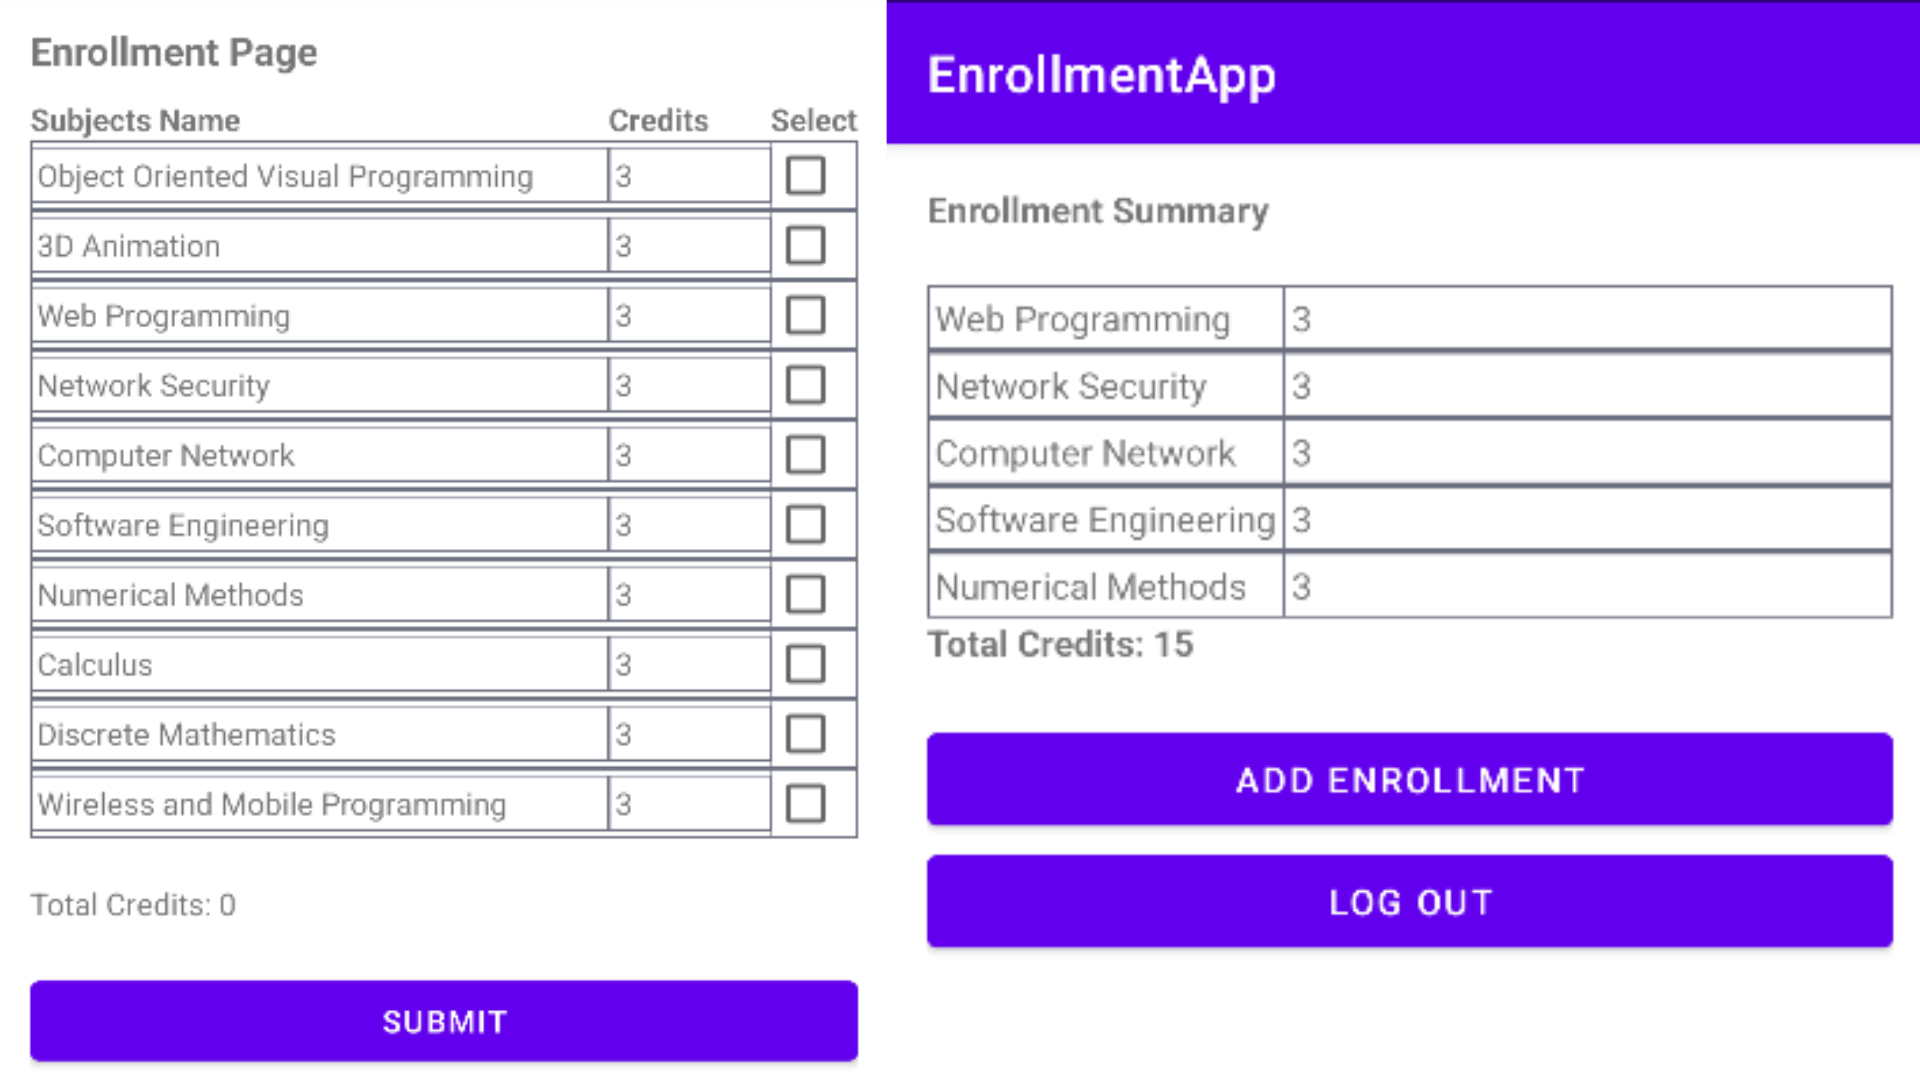 Enrollment Page
Subjects Name Credits Select
Object Oriented Visual Programming 3
3D Animation 3
Web Programming 3
Network Security 3
Computer Network 3
Software Engineering 3
Numerical Methods 3
Calculus 3
Discrete Mathematics 3
Wireless and Mobile Programming 3
Total Credits: 0
SUBMIT
EnrollmentApp
Enrollment Summary
Web Programming 3
Network Security 3
Computer Network 3
Software Engineering 3
Numerical Methods 3
Total Credits: 15
ADD ENROLLMENT
LOG OUT